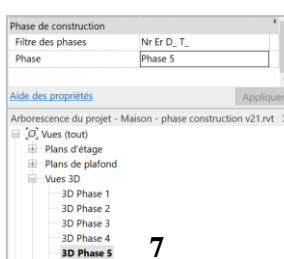 Phase de construction
Filtre des phases Nr Er D_ T_
Phase Phase 5
Aide des propriétés Appliquer
Arborescence du projet - Maison - phase construction v21.rvt
Vues (tout)
Plans d'étage
Plans de plafond
Vues 3D
3D Phase 1
3D Phase 2
3D Phase 3
3D Phase 4
3D Phase 5 7